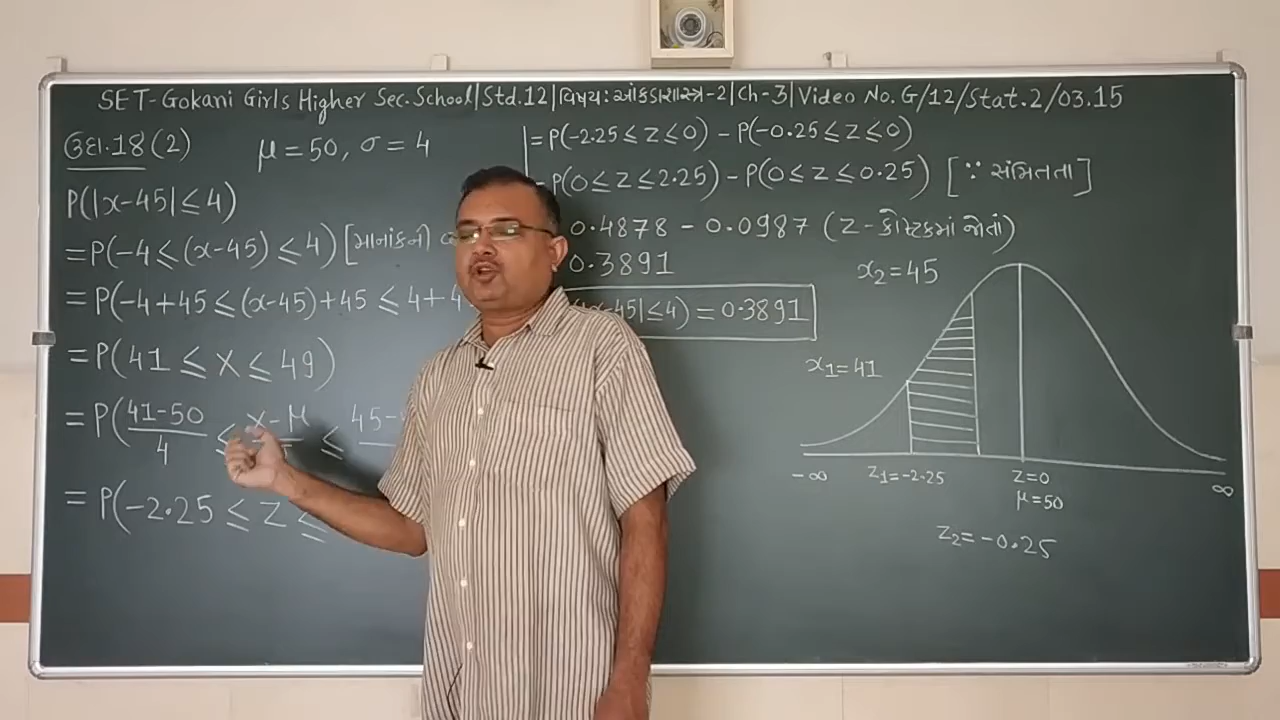 SET-Gokani Girls Higher Sec. School | Std.12 | વિષય: આંકડાશાસ્ત્ર-2 | Ch-3 | Video No. G/12/Stat.2/03.15
ઉદા.18 (2) μ = 50, σ = 4
P(|x-45| ≤ 4)
= P(-4 ≤ (x-45) ≤ 4) [માનાંકની
= P(-4+45 ≤ (x-45)+45 ≤ 4+4
= P(41 ≤ x ≤ 49)
= P(41-50/4 ≤ x-μ ≤ 45-
= P(-2.25 ≤ Z ≤
= P(-2.25 ≤ Z ≤ 0) - P(-0.25 ≤ Z ≤ 0)
P(0 ≤ Z ≤ 2.25) - P(0 ≤ Z ≤ 0.25) [∵ સંમિતતા]
0.4878 - 0.0987 (Z-કોષ્ટકમાં જોતાં)
0.3891
x-45| ≤ 4) = 0.3891
x₂=45
x₁=41
-∞ Z₁=-2.25 Z=0 ∞
μ=50
Z₂=-0.25